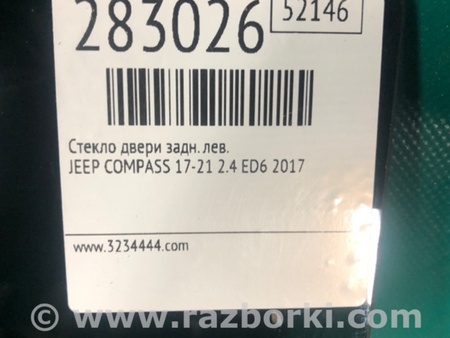 283026
52146
Стекло двери задн. лев.
JEEP COMPASS 17-21 2.4 ED6 2017
www.3234444.com
© www.razborki.com